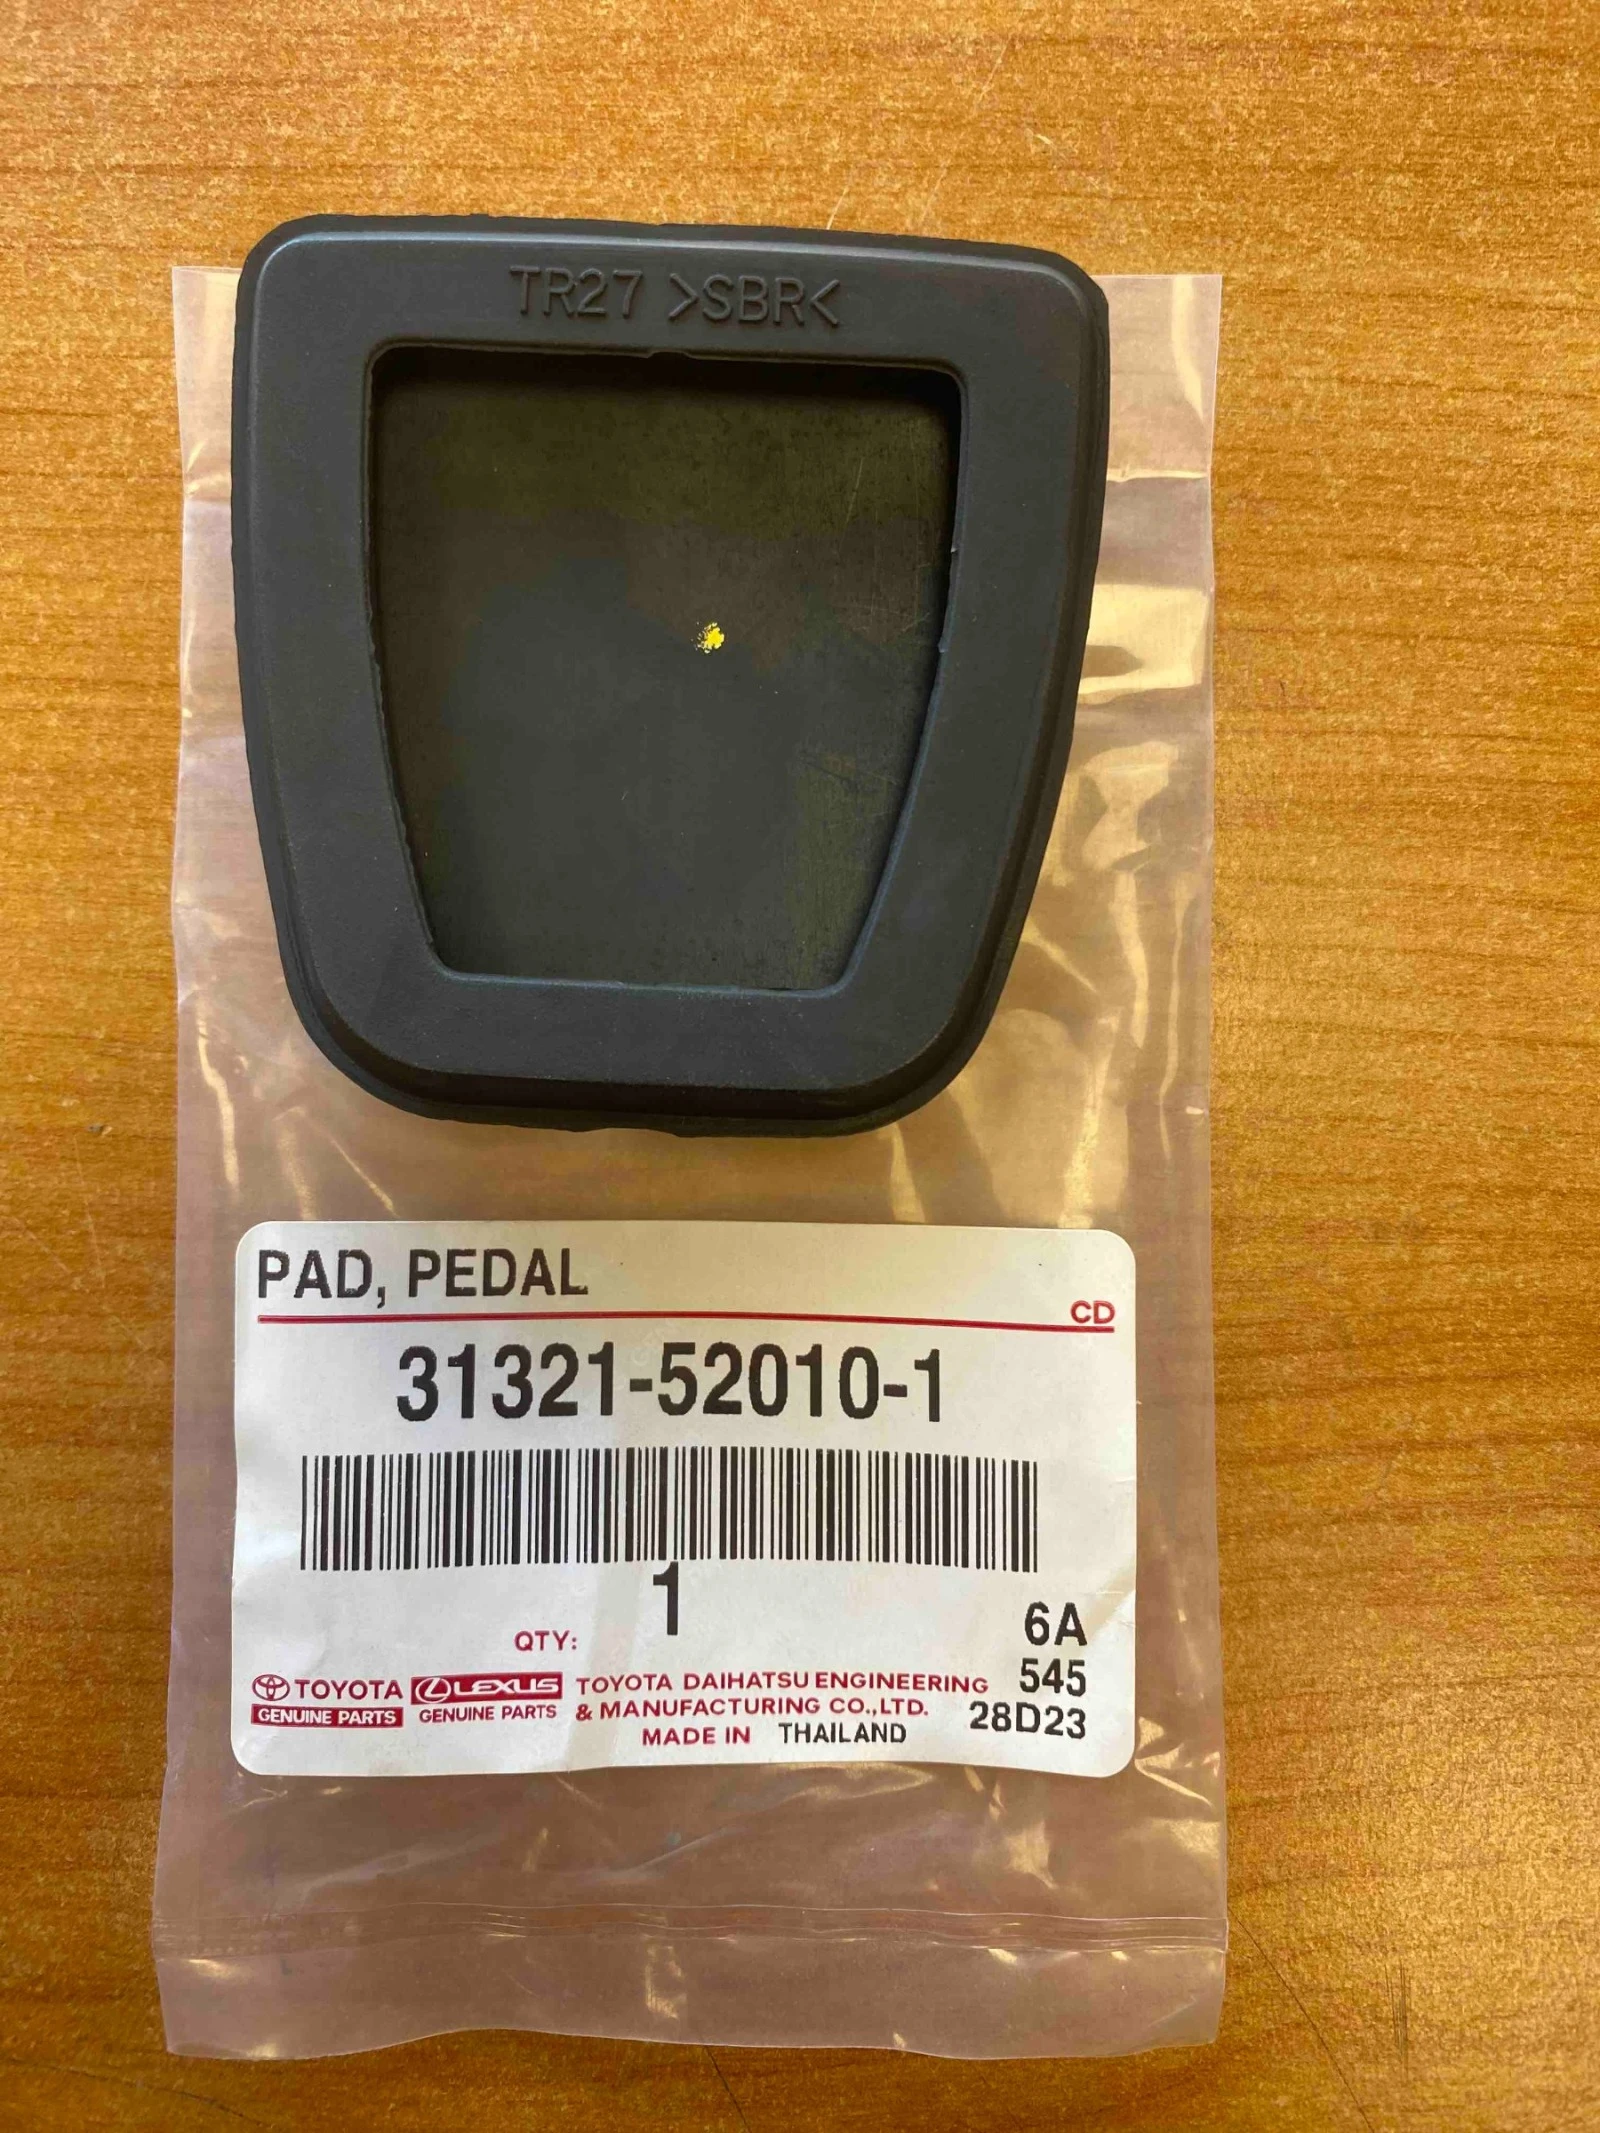 TR27 >SBR<
PAD, PEDAL
CD
31321-52010-1
1
QTY:
6A
545
28D23
TOYOTA
GENUINE PARTS
LEXUS
GENUINE PARTS
TOYOTA DAIHATSU ENGINEERING
& MANUFACTURING CO.,LTD.
MADE IN THAILAND